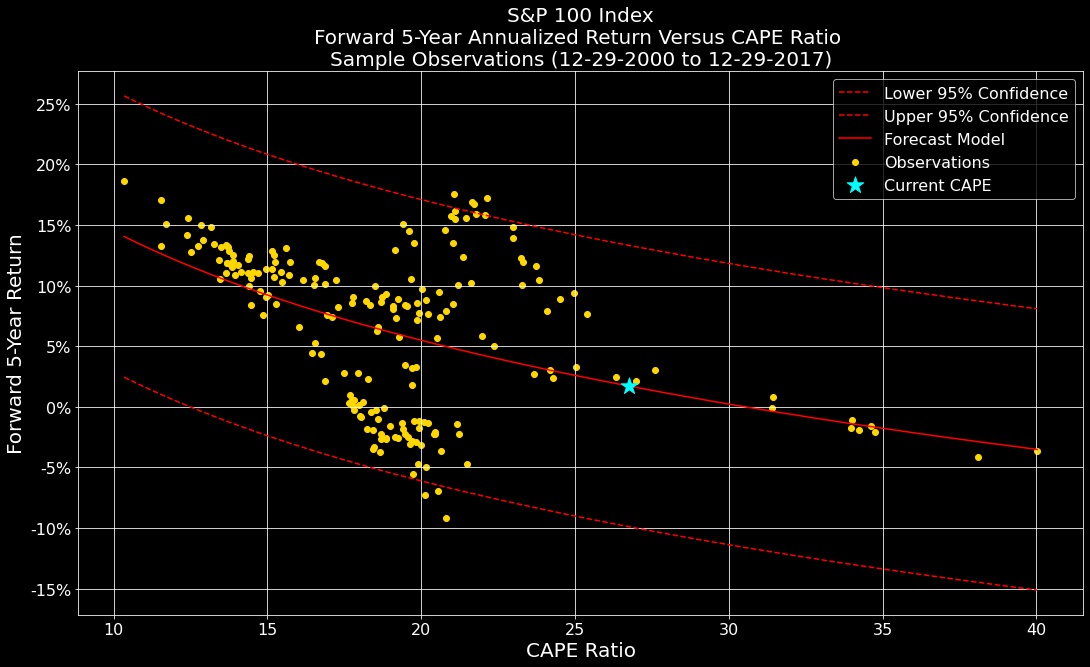 S&P 100 Index
Forward 5-Year Annualized Return Versus CAPE Ratio
Sample Observations (12-29-2000 to 12-29-2017)
Lower 95% Confidence
Upper 95% Confidence
Forecast Model
Observations
Current CAPE
Forward 5-Year Return
25%
20%
15%
10%
5%
0%
-5%
-10%
-15%
10 15 20 25 30 35 40
CAPE Ratio